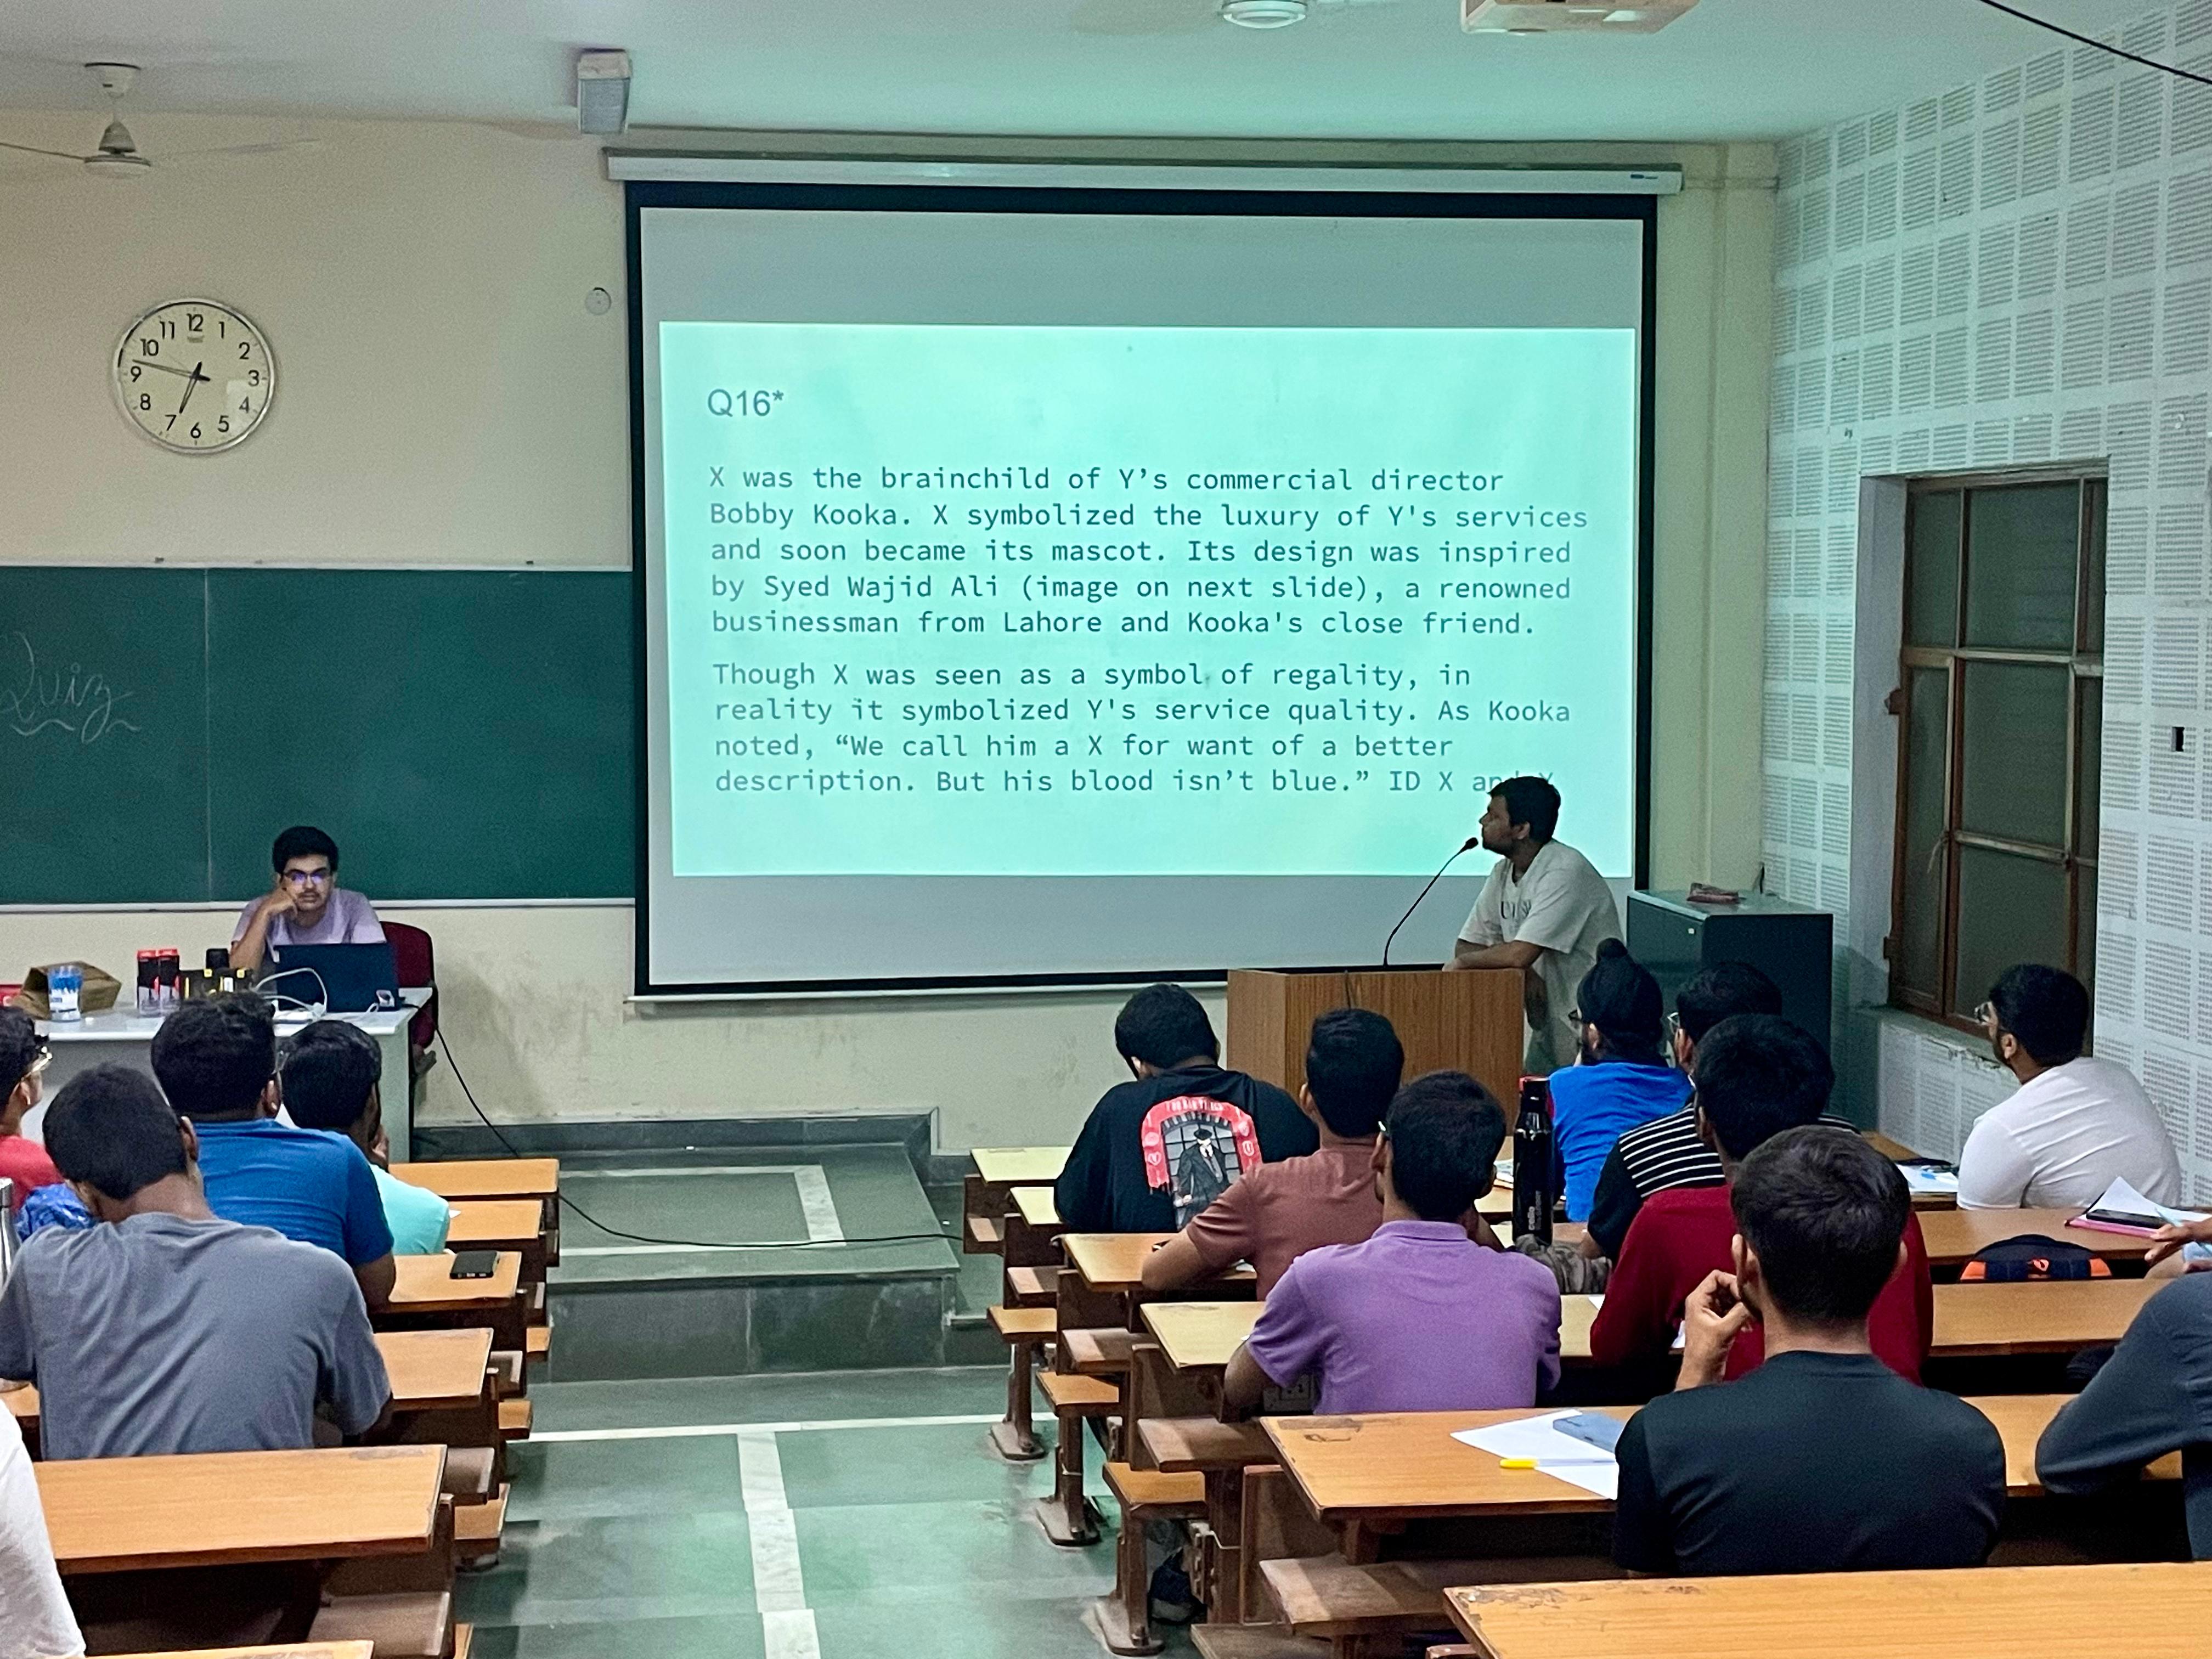 Q16*
X was the brainchild of Y’s commercial director
Bobby Kooka. X symbolized the luxury of Y's services
and soon became its mascot. Its design was inspired
by Syed Wajid Ali (image on next slide), a renowned
businessman from Lahore and Kooka's close friend.
Though X was seen as a symbol of regality, in
reality it symbolized Y's service quality. As Kooka
noted, “We call him a X for want of a better
description. But his blood isn’t blue.” ID X and Y
12
1
2
3
4
5
6
7
8
9
10
11
Quiz